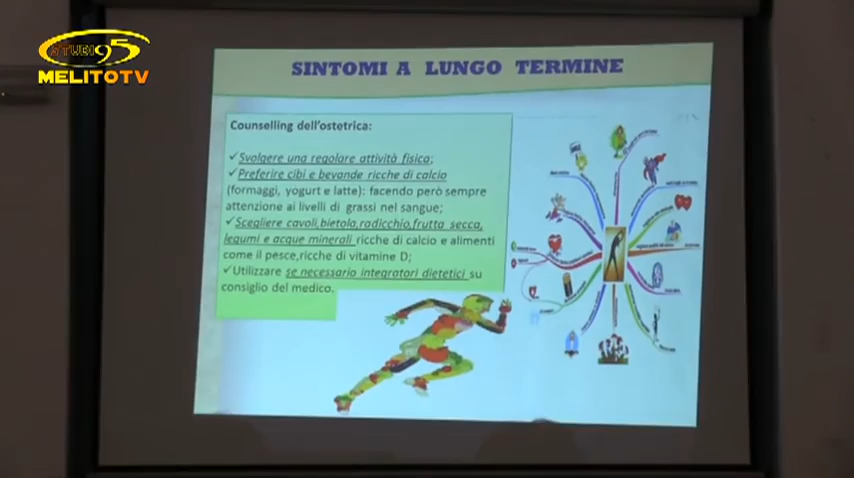 STUDIO 95
MELITOTV
SINTOMI A LUNGO TERMINE
Counselling dell'ostetrica:
✓Svolgere una regolare attività fisica;
✓Preferire cibi e bevande ricche di calcio
(formaggi, yogurt e latte): facendo però sempre
attenzione ai livelli di grassi nel sangue;
✓Scegliere cavoli,bietola,radicchio,frutta secca,
legumi e acque minerali ricche di calcio e alimenti
come il pesce,ricche di vitamine D;
✓Utilizzare se necessario integratori dietetici su
consiglio del medico.